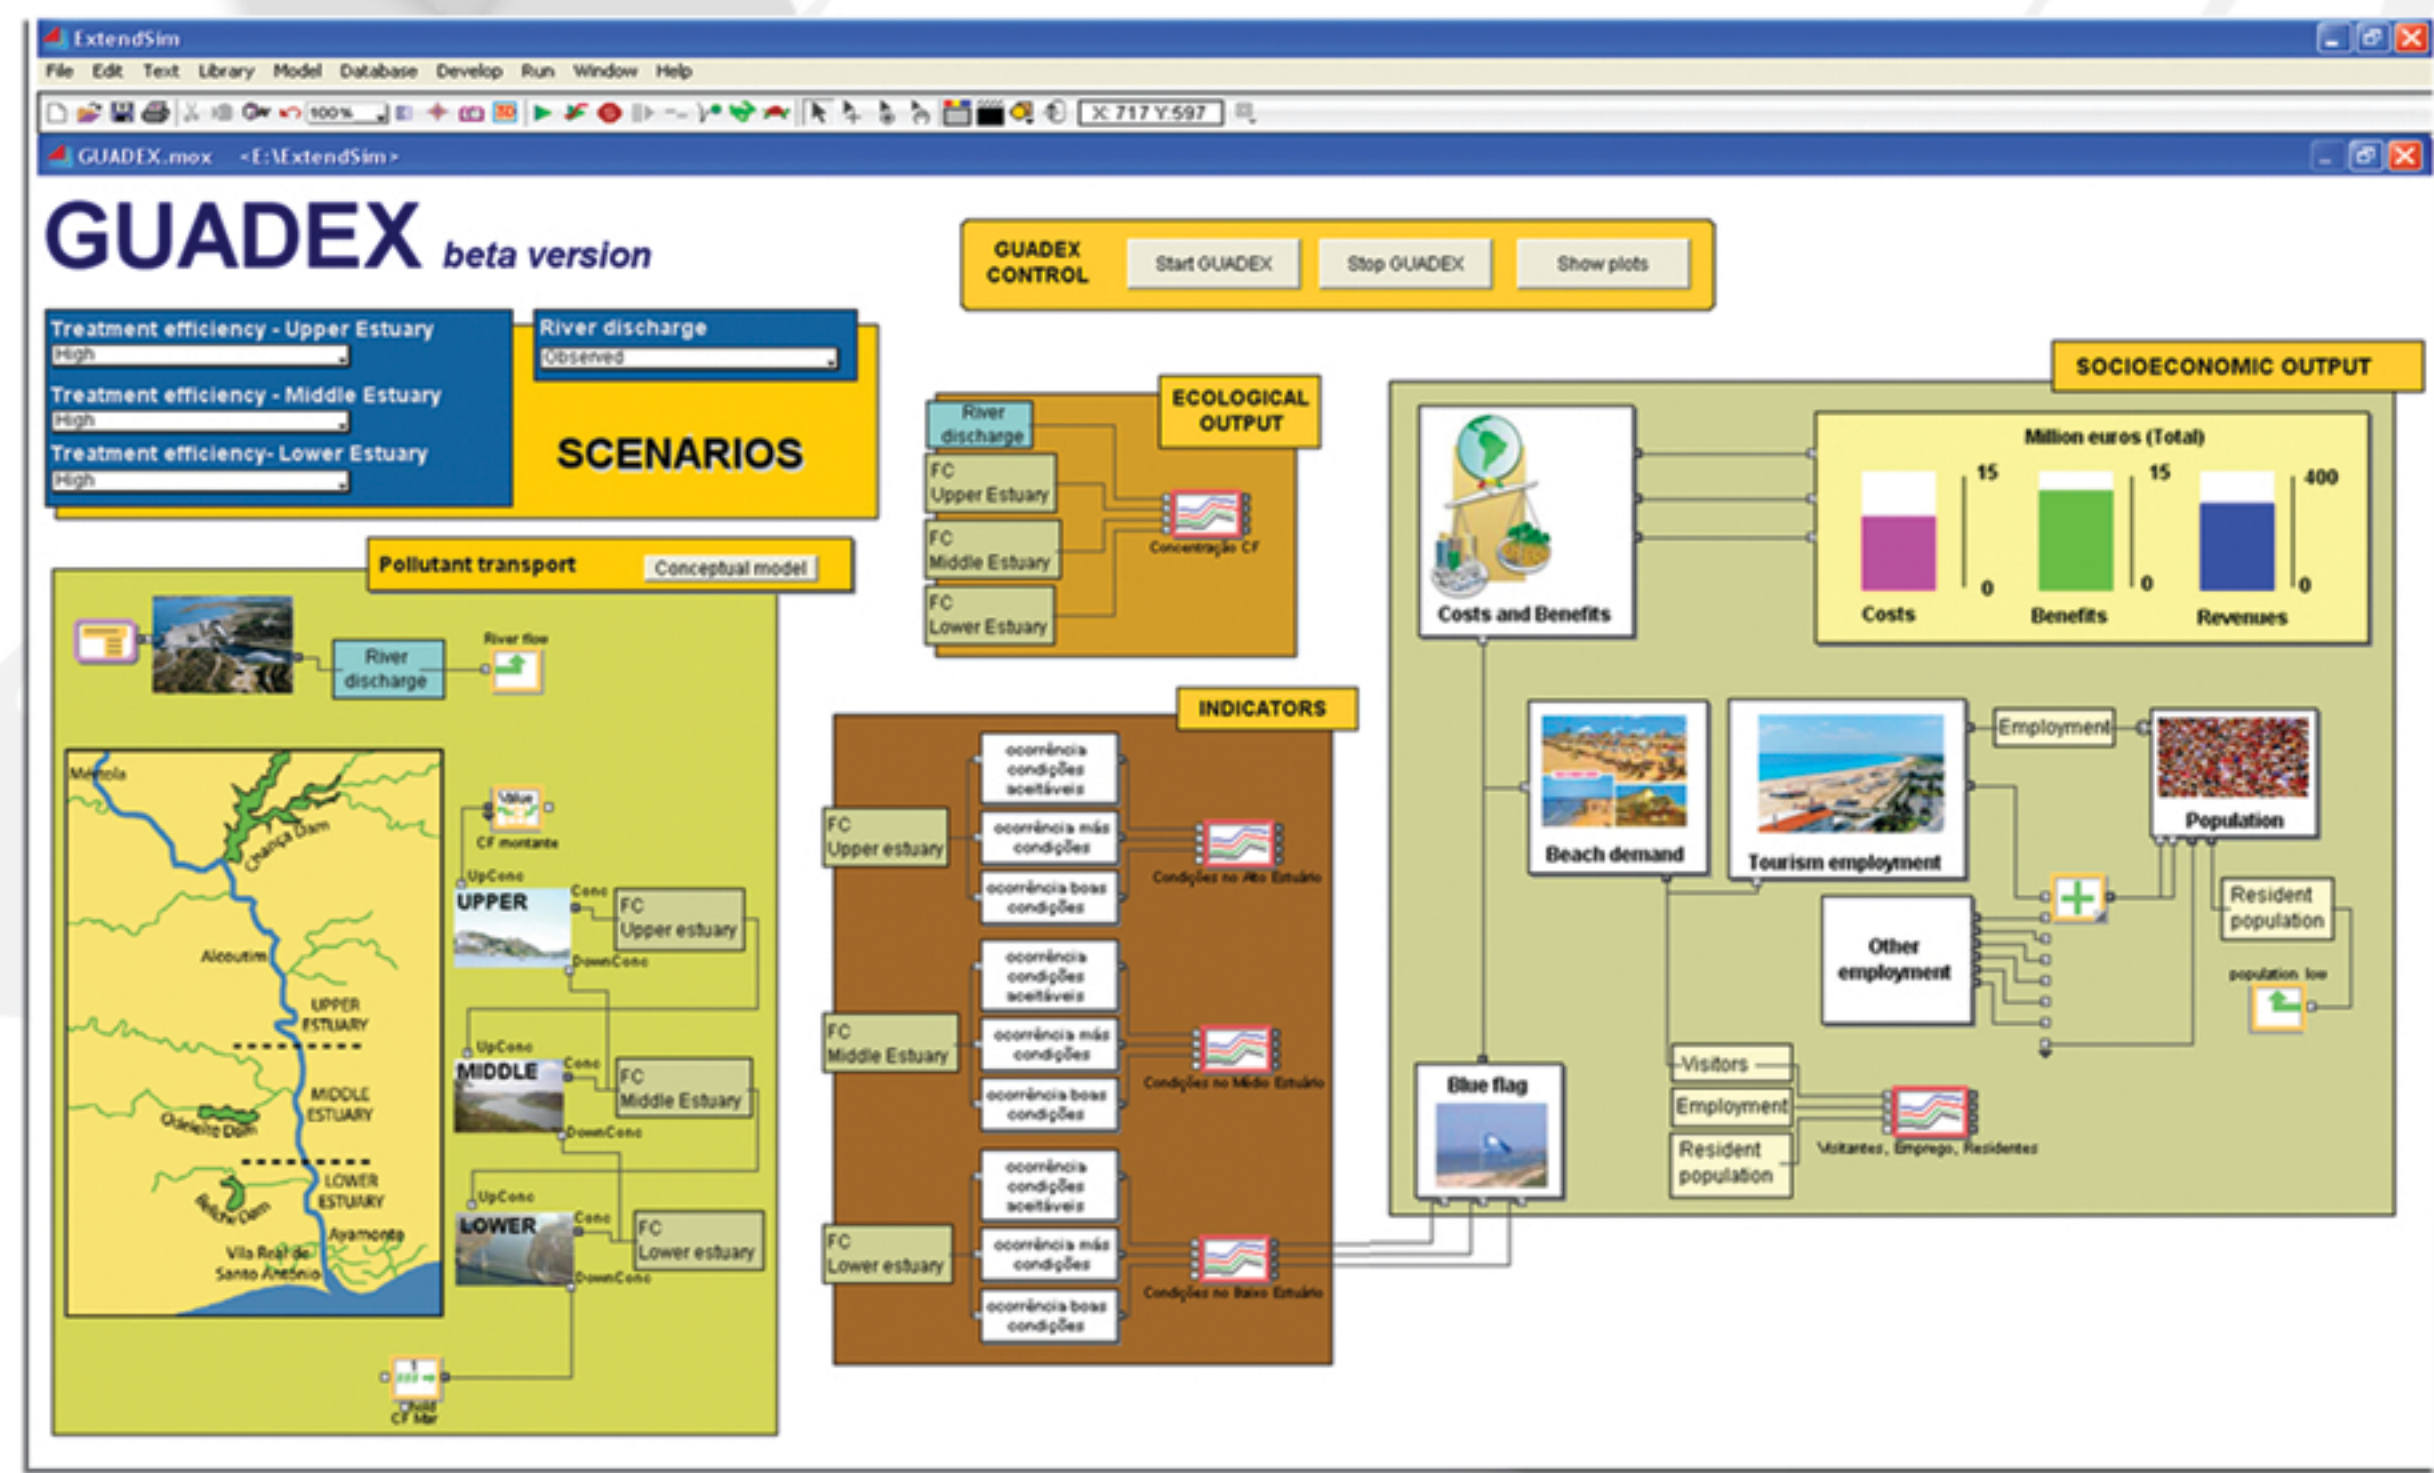 ExtendSim
File Edit Text Library Model Database Develop Run Window Help
100%
3D
X: 717 Y:597
GUADEX.mox <E:\ExtendSim>
GUADEX beta version
GUADEX
CONTROL
Start GUADEX
Stop GUADEX
Show plots
Treatment efficiency - Upper Estuary
High
Treatment efficiency - Middle Estuary
High
Treatment efficiency- Lower Estuary
High
River discharge
Observed
SCENARIOS
Pollutant transport
Conceptual model
River
discharge
River flow
Mértola
Chança Dam
Alcoutim
UPPER
ESTUARY
MIDDLE
ESTUARY
Odeleite Dam
LOWER
ESTUARY
Beliche Dam
Ayamonte
Vila Real de
Santo António
Value
CF montante
UpConc
UPPER
Conc
FC
Upper estuary
DownConc
UpConc
MIDDLE
Conc
FC
Middle Estuary
DownConc
UpConc
LOWER
Conc
FC
Lower estuary
DownConc
1
hold
CF Mar
ECOLOGICAL
OUTPUT
River
discharge
FC
Upper Estuary
FC
Middle Estuary
FC
Lower Estuary
Concentração CF
INDICATORS
FC
Upper estuary
ocorrência
condições
aceitáveis
ocorrência más
condições
ocorrência boas
condições
Condições no Alto Estuário
FC
Middle Estuary
ocorrência
condições
aceitáveis
ocorrência más
condições
ocorrência boas
condições
Condições no Médio Estuário
FC
Lower estuary
ocorrência
condições
aceitáveis
ocorrência más
condições
ocorrência boas
condições
Condições no Baixo Estuário
SOCIOECONOMIC OUTPUT
Costs and Benefits
Million euros (Total)
15
0
Costs
15
0
Benefits
400
0
Revenues
Beach demand
Tourism employment
Employment
Population
Other
employment
Resident
population
population low
Blue flag
Visitors
Employment
Resident
population
Visitantes, Emprego, Residentes